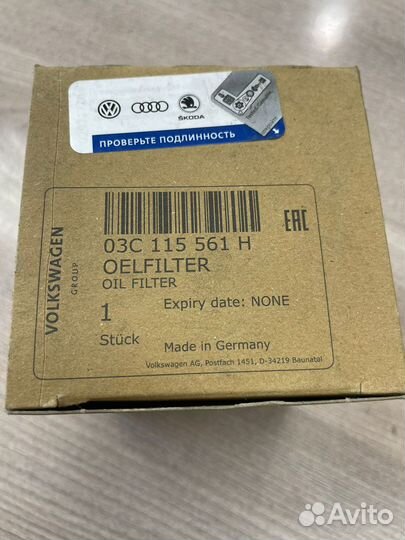 ŠKODA
ПРОВЕРЬТЕ ПОДЛИННОСТЬ
VOLKSWAGEN
GROUP
03C 115 561 H
OELFILTER
OIL FILTER
1
Expiry date: NONE
Stück
Made in Germany
Volkswagen AG, Postfach 1451, D-34219 Baunatal
EAC
Avito